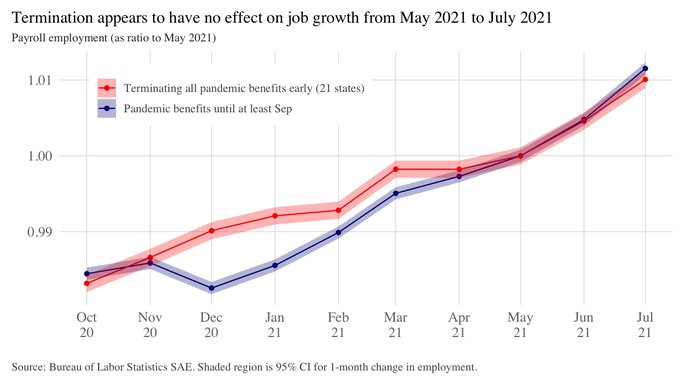 Termination appears to have no effect on job growth from May 2021 to July 2021
Payroll employment (as ratio to May 2021)
1.01
Terminating all pandemic benefits early (21 states)
Pandemic benefits until at least Sep
1.00
0.99
Oct Nov Dec Jan Feb Mar Apr May Jun Jul
20 20 20 21 21 21 21 21 21 21
Source: Bureau of Labor Statistics SAE. Shaded region is 95% CI for 1-month change in employment.